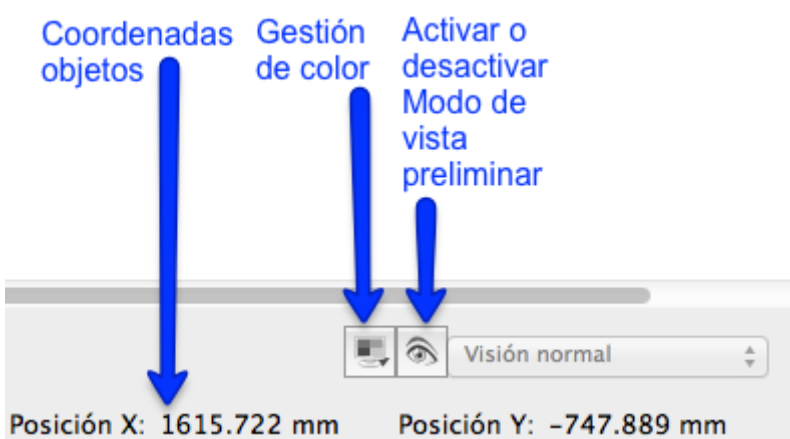 Coordenadas
objetos
Gestión
de color
Activar o
desactivar
Modo de
vista
preliminar
Visión normal
Posición X: 1615.722 mm
Posición Y: -747.889 mm